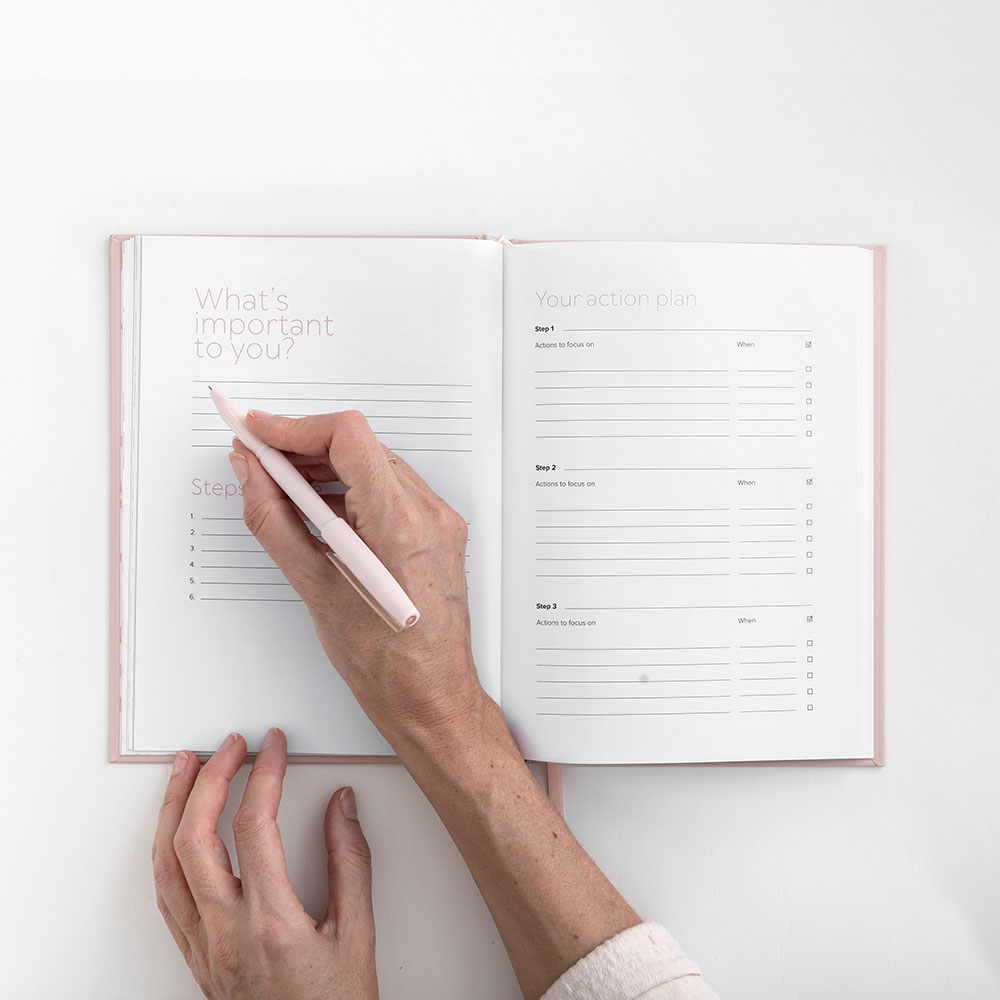 What's
important
to you?
Steps
1.
2.
3.
4.
5.
6.
Your action plan
Step 1
Actions to focus on When
Step 2
Actions to focus on When
Step 3
Actions to focus on When